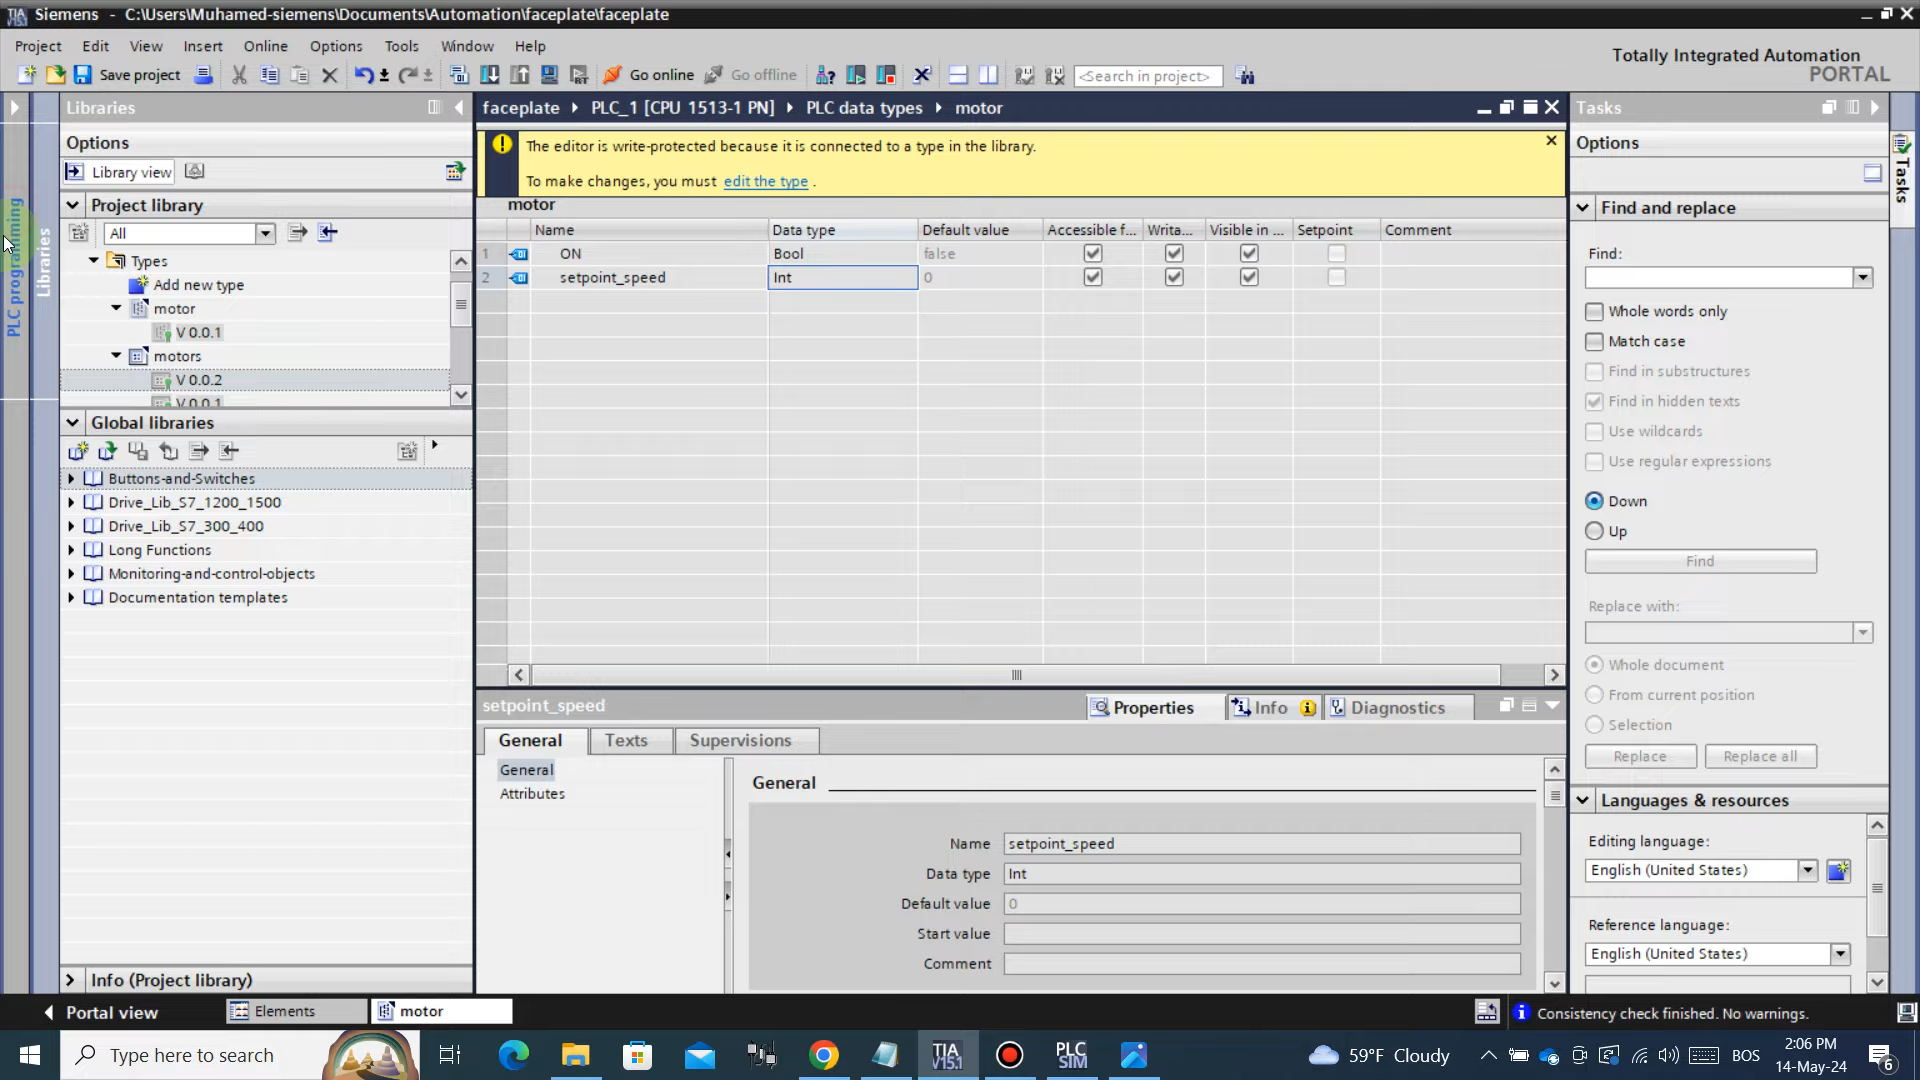 Siemens - C:\Users\Muhamed-siemens\Documents\Automation\faceplate\faceplate
Project Edit View Insert Online Options Tools Window Help
Totally Integrated Automation
PORTAL
Save project Go online Go offline <Search in project>
Libraries
Options
Library view
Project library
All
Types
Add new type
motor
V 0.0.1
motors
V 0.0.2
V 0.0.1
Global libraries
Buttons-and-Switches
Drive_Lib_S7_1200_1500
Drive_Lib_S7_300_400
Long Functions
Monitoring-and-control-objects
Documentation templates
Info (Project library)
PLC programming
Libraries
faceplate PLC_1 [CPU 1513-1 PN] PLC data types motor
The editor is write-protected because it is connected to a type in the library.
To make changes, you must edit the type .
motor
Name Data type Default value Accessible f... Writa... Visible in ... Setpoint Comment
1 ON Bool false
2 setpoint_speed Int 0
setpoint_speed
Properties Info Diagnostics
General Texts Supervisions
General
Attributes
General
Name setpoint_speed
Data type Int
Default value 0
Start value
Comment
Tasks
Options
Find and replace
Find:
Whole words only
Match case
Find in substructures
Find in hidden texts
Use wildcards
Use regular expressions
Down
Up
Find
Replace with:
Whole document
From current position
Selection
Replace Replace all
Languages & resources
Editing language:
English (United States)
Reference language:
English (United States)
Tasks
Portal view Elements motor
Consistency check finished. No warnings.
Type here to search
TIA V15.1
PLC SIM
59°F Cloudy
BOS
2:06 PM
14-May-24
6